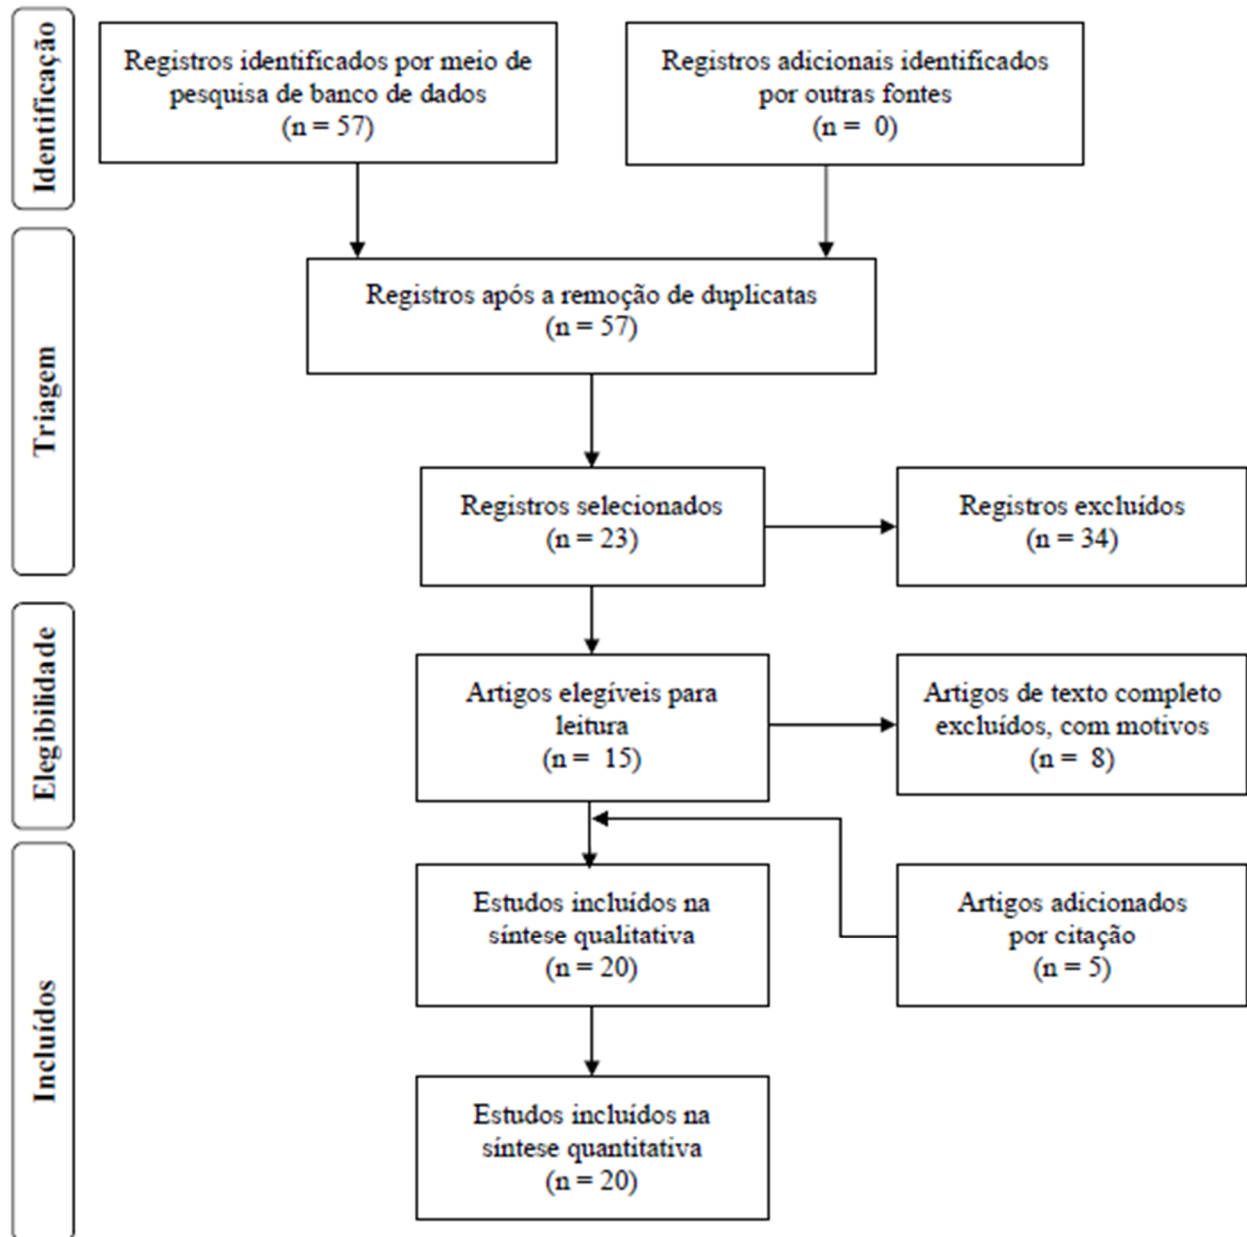 Identificação
Registros identificados por meio de
pesquisa de banco de dados
(n = 57)
Registros adicionais identificados
por outras fontes
(n = 0)
Triagem
Registros após a remoção de duplicatas
(n = 57)
Registros selecionados
(n = 23)
Registros excluídos
(n = 34)
Elegibilidade
Artigos elegíveis para
leitura
(n = 15)
Artigos de texto completo
excluídos, com motivos
(n = 8)
Incluídos
Estudos incluídos na
síntese qualitativa
(n = 20)
Artigos adicionados
por citação
(n = 5)
Estudos incluídos na
síntese quantitativa
(n = 20)